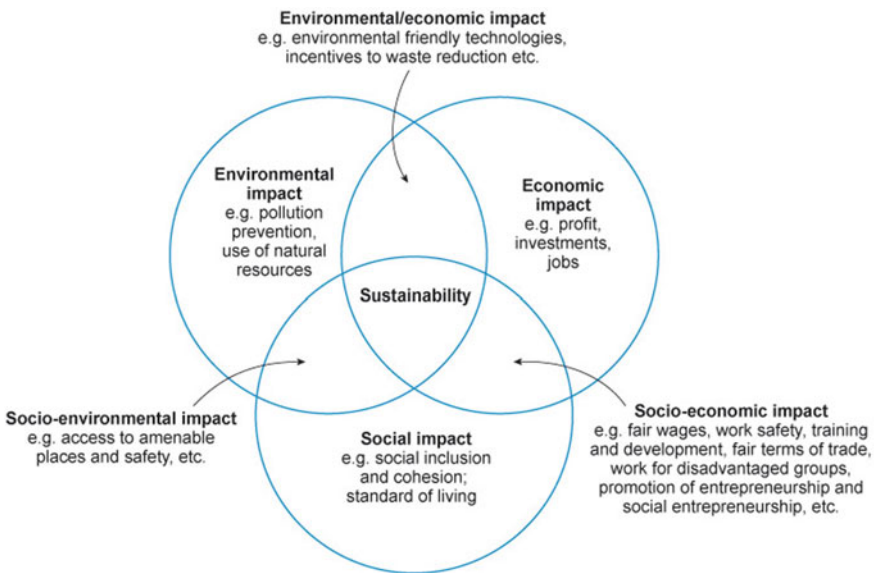 Environmental/economic impact
e.g. environmental friendly technologies,
incentives to waste reduction etc.
Environmental
impact
e.g. pollution
prevention,
use of natural
resources
Economic
impact
e.g. profit,
investments,
jobs
Sustainability
Socio-environmental impact
e.g. access to amenable
places and safety, etc.
Social impact
e.g. social inclusion
and cohesion;
standard of living
Socio-economic impact
e.g. fair wages, work safety, training
and development, fair terms of trade,
work for disadvantaged groups,
promotion of entrepreneurship and
social entrepreneurship, etc.